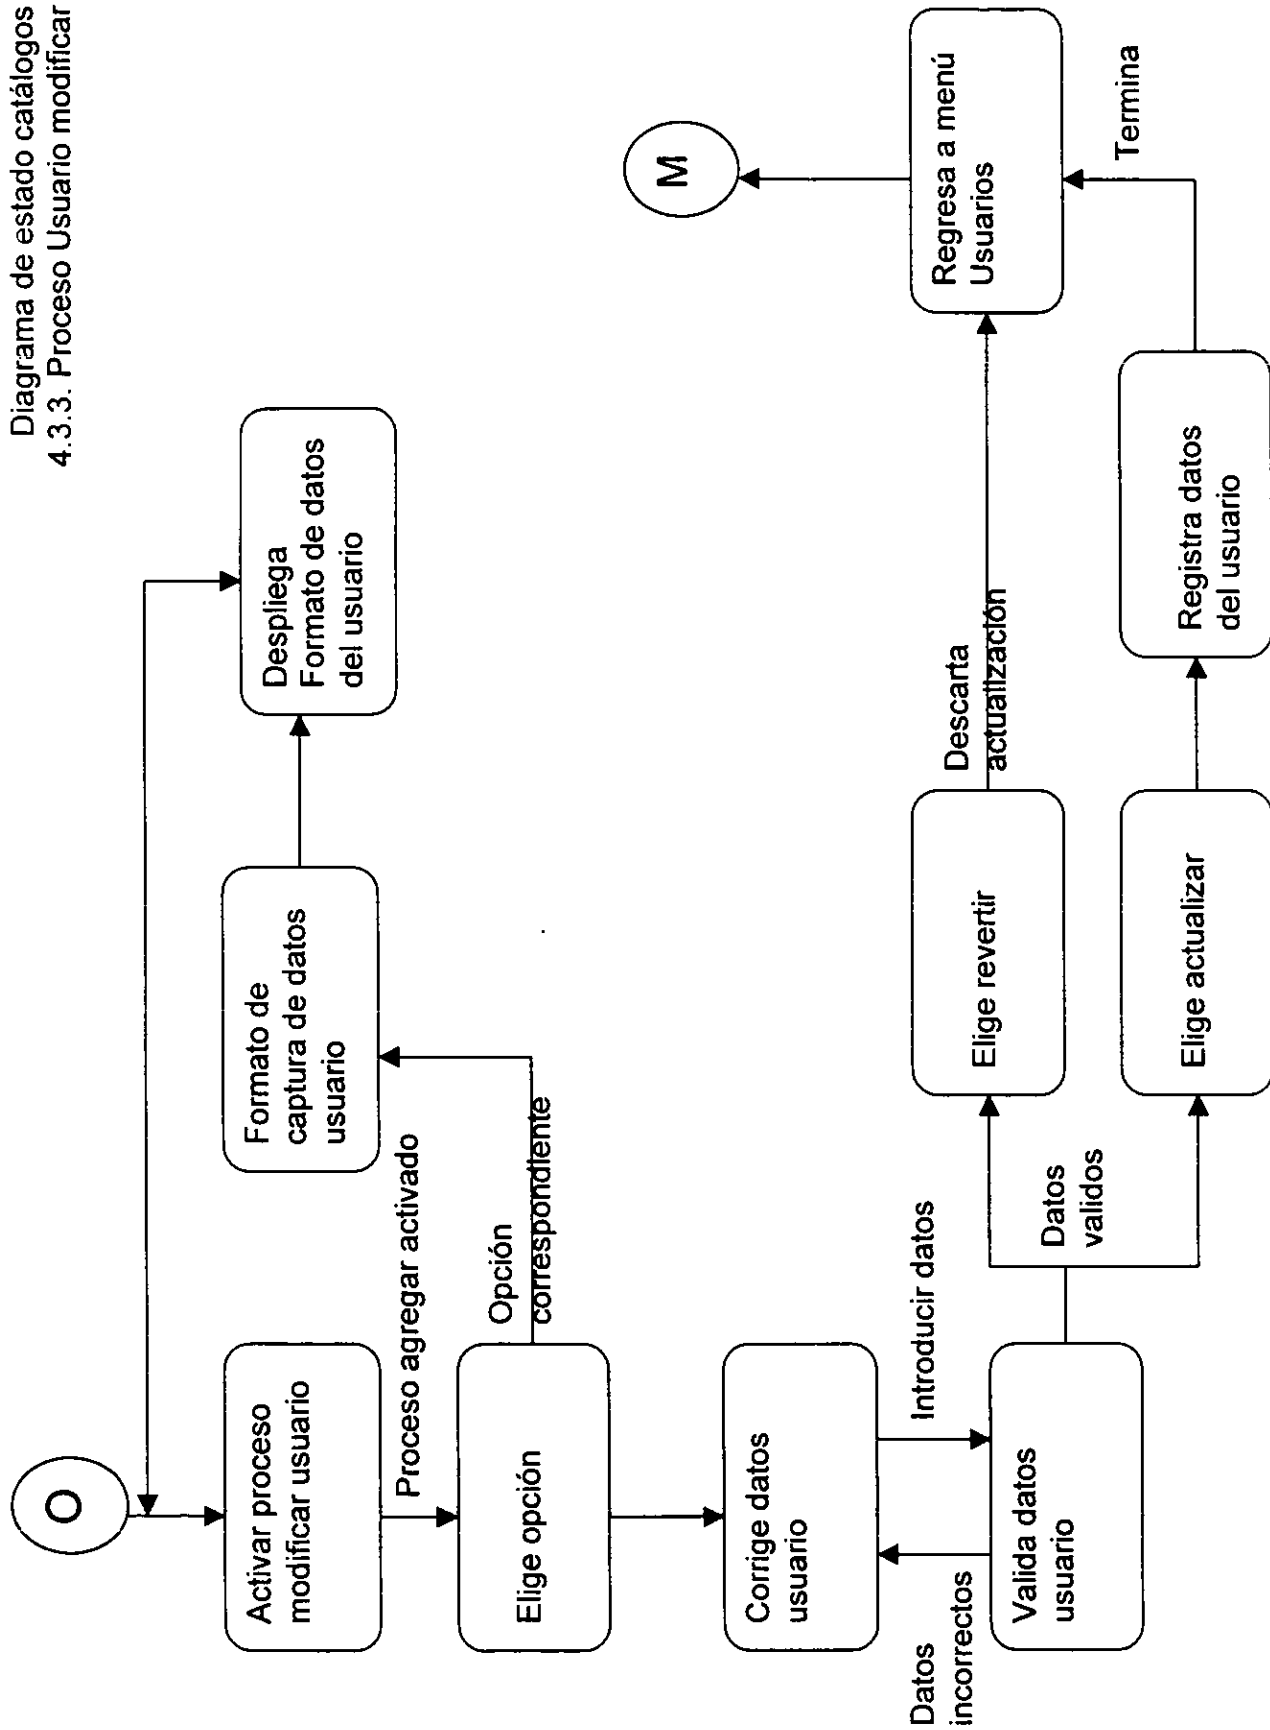 Diagrama de estado catálogos
4.3.3. Proceso Usuario modificar
O
Activar proceso
modificar usuario
Proceso agregar activado
Elige opción
Opción
correspondiente
Formato de
captura de datos
usuario
Despliega
Formato de datos
del usuario
Corrige datos
usuario
Introducir datos
Datos
incorrectos
Valida datos
usuario
Datos
validos
Elige revertir
Descarta
actualización
Elige actualizar
Registra datos
del usuario
Termina
Regresa a menú
Usuarios
M